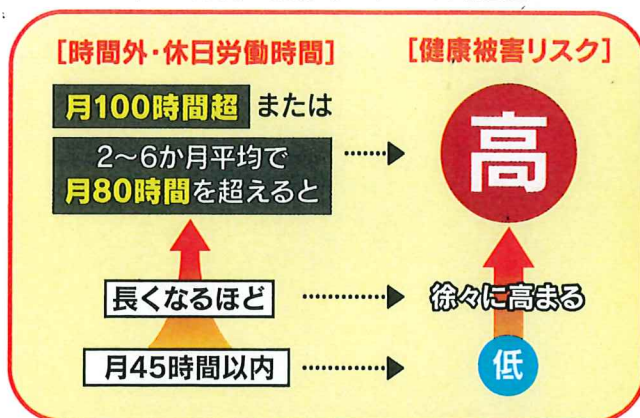 [時間外・休日労働時間]
[健康被害リスク]
月100時間超 または
2〜6か月平均で
月80時間を超えると
高
長くなるほど
徐々に高まる
月45時間以内
低